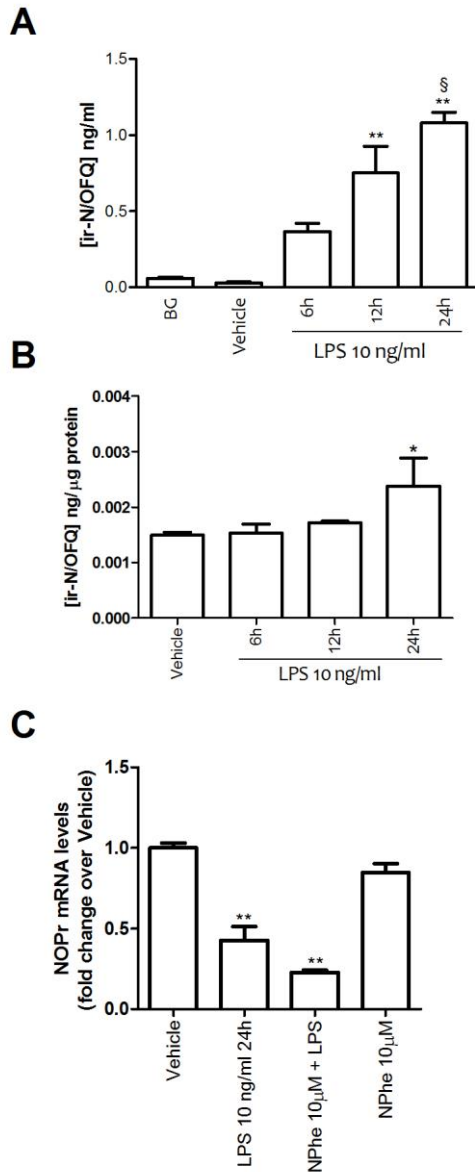 A
[ir-N/OFQ] ng/ml
1.5
1.0
0.5
0.0
**
§
**
BG
Vehicle
6h
12h
24h
LPS 10 ng/ml
B
[ir-N/OFQ] ng/µg protein
0.004
0.003
0.002
0.001
0.000
*
Vehicle
6h
12h
24h
LPS 10 ng/ml
C
NOPr mRNA levels
(fold change over Vehicle)
1.5
1.0
0.5
0.0
**
**
Vehicle
LPS 10 ng/ml 24h
NPhe 10µM + LPS
NPhe 10µM